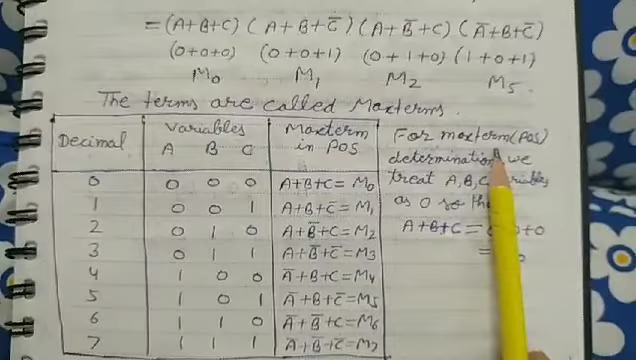 = (A+B+C) (A+B+C̅) (A+B̅+C) (A̅+B+C̅)
(0+0+0) (0+0+1) (0+1+0) (1+0+1)
M₀ M₁ M₂ M₅
The terms are called Maxterms.
Decimal Variables Maxterm in POS
A B C
0 0 0 0 A+B+C = M₀
1 0 0 1 A+B+C̅ = M₁
2 0 1 0 A+B̅+C = M₂
3 0 1 1 A+B̅+C̅ = M₃
4 1 0 0 A̅+B+C = M₄
5 1 0 1 A̅+B+C̅ = M₅
6 1 1 0 A̅+B̅+C = M₆
7 1 1 1 A̅+B̅+C̅ = M₇
For maxterm (POS)
determination we
treat A, B, C
as 0 so
A+B+C =
=